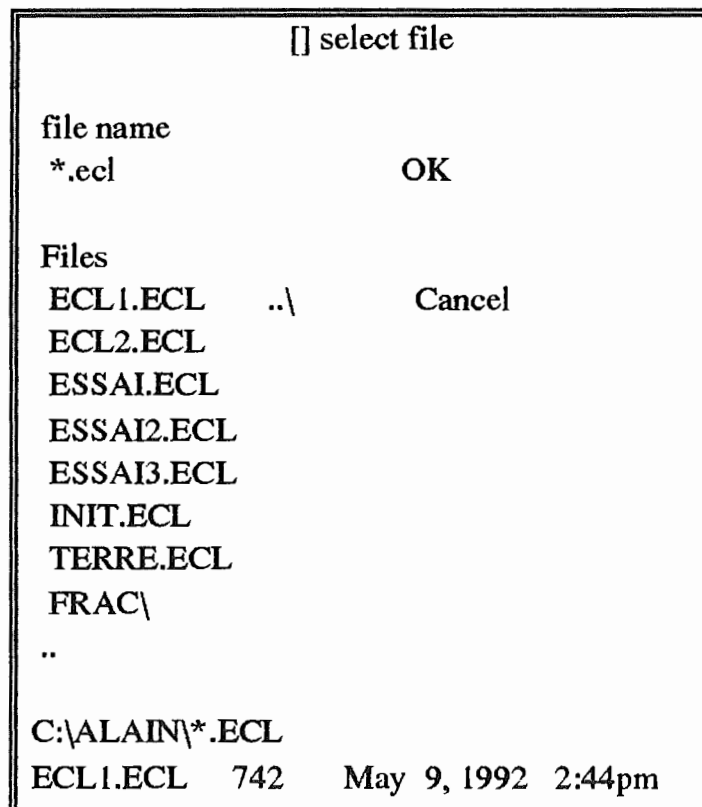 [] select file
file name
*.ecl OK
Files
ECL1.ECL ..\ Cancel
ECL2.ECL
ESSAI.ECL
ESSAI2.ECL
ESSAI3.ECL
INIT.ECL
TERRE.ECL
FRAC\
..
C:\ALAIN\*.ECL
ECL1.ECL 742 May 9, 1992 2:44pm